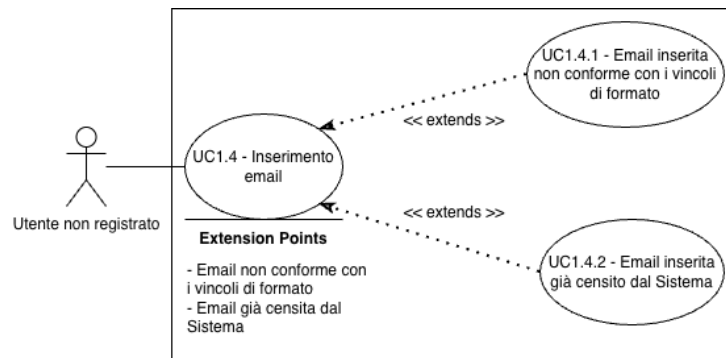 UC1.4.1 - Email inserita
non conforme con i vincoli
di formato
<< extends >>
UC1.4 - Inserimento
email
Utente non registrato
<< extends >>
Extension Points
- Email non conforme con
i vincoli di formato
- Email già censita dal
Sistema
UC1.4.2 - Email inserita
già censito dal Sistema